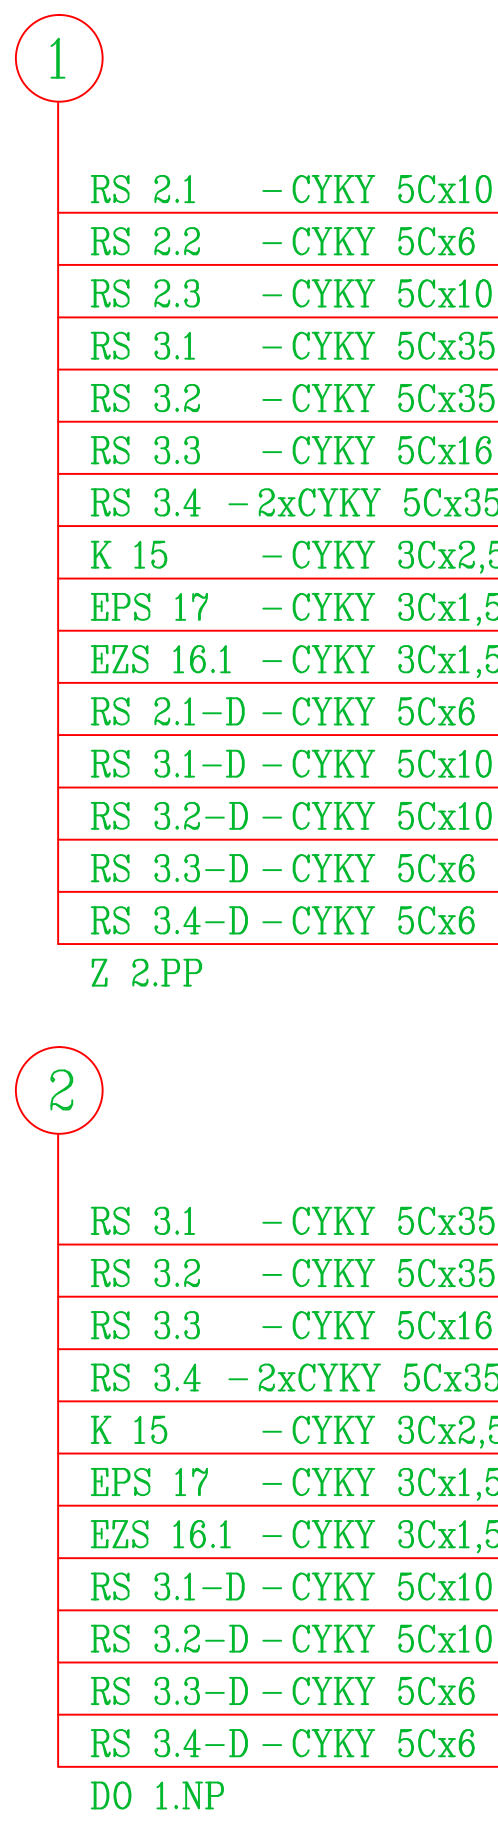 1
RS 2.1 - CYKY 5Cx10
RS 2.2 - CYKY 5Cx6
RS 2.3 - CYKY 5Cx10
RS 3.1 - CYKY 5Cx35
RS 3.2 - CYKY 5Cx35
RS 3.3 - CYKY 5Cx16
RS 3.4 - 2xCYKY 5Cx35
K 15 - CYKY 3Cx2,5
EPS 17 - CYKY 3Cx1,5
EZS 16.1 - CYKY 3Cx1,5
RS 2.1-D - CYKY 5Cx6
RS 3.1-D - CYKY 5Cx10
RS 3.2-D - CYKY 5Cx10
RS 3.3-D - CYKY 5Cx6
RS 3.4-D - CYKY 5Cx6
Z 2.PP
2
RS 3.1 - CYKY 5Cx35
RS 3.2 - CYKY 5Cx35
RS 3.3 - CYKY 5Cx16
RS 3.4 - 2xCYKY 5Cx35
K 15 - CYKY 3Cx2,5
EPS 17 - CYKY 3Cx1,5
EZS 16.1 - CYKY 3Cx1,5
RS 3.1-D - CYKY 5Cx10
RS 3.2-D - CYKY 5Cx10
RS 3.3-D - CYKY 5Cx6
RS 3.4-D - CYKY 5Cx6
DO 1.NP